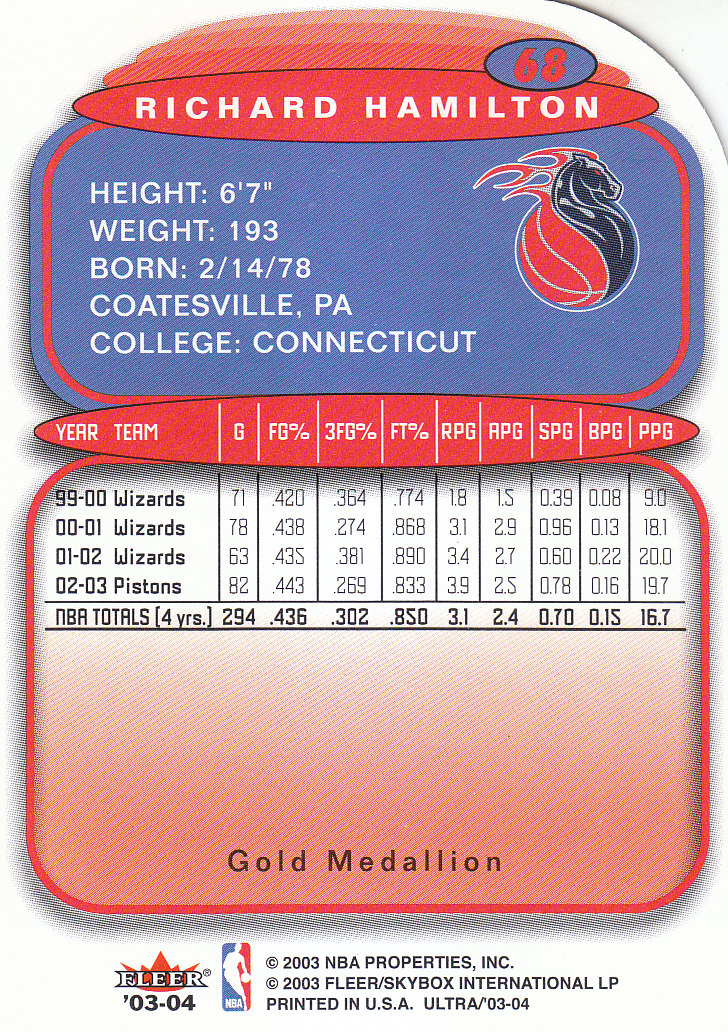 68
RICHARD HAMILTON
HEIGHT: 6'7"
WEIGHT: 193
BORN: 2/14/78
COATESVILLE, PA
COLLEGE: CONNECTICUT
YEAR TEAM G FG% 3FG% FT% RPG APG SPG BPG PPG
99-00 Wizards 71 .420 .364 .774 1.8 1.5 0.39 0.08 9.0
00-01 Wizards 78 .438 .274 .868 3.1 2.9 0.96 0.13 18.1
01-02 Wizards 63 .435 .381 .890 3.4 2.7 0.60 0.22 20.0
02-03 Pistons 82 .443 .269 .833 3.9 2.5 0.78 0.16 19.7
NBA TOTALS (4 yrs.) 294 .436 .302 .850 3.1 2.4 0.70 0.15 16.7
Gold Medallion
FLEER®
'03-04
NBA
© 2003 NBA PROPERTIES, INC.
© 2003 FLEER/SKYBOX INTERNATIONAL LP
PRINTED IN U.S.A. ULTRA/'03-04